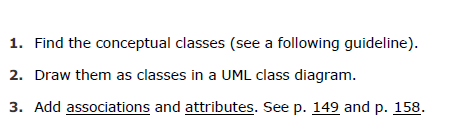 1. Find the conceptual classes (see a following guideline).
2. Draw them as classes in a UML class diagram.
3. Add associations and attributes. See p. 149 and p. 158.